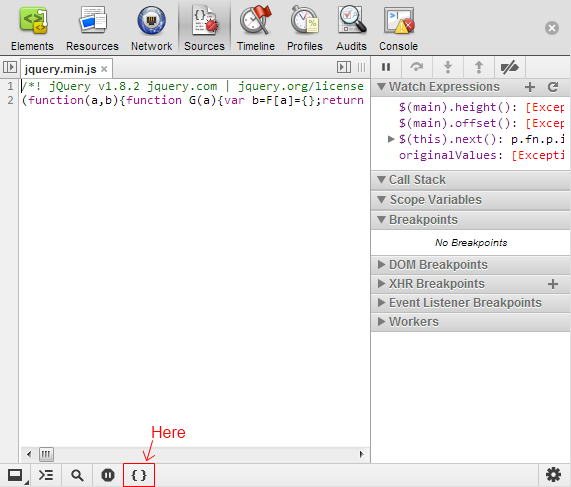 Elements Resources Network Sources Timeline Profiles Audits Console
jquery.min.js ×
1 /*! jQuery v1.8.2 jquery.com | jquery.org/license
2 (function(a,b){function G(a){var b=F[a]={};return
Watch Expressions
$(main).height(): [Excep
$(main).offset(): [Excep
$(this).next(): p.fn.p.i
originalValues: [Excepti
Call Stack
Scope Variables
Breakpoints
No Breakpoints
DOM Breakpoints
XHR Breakpoints
Event Listener Breakpoints
Workers
Here
{ }